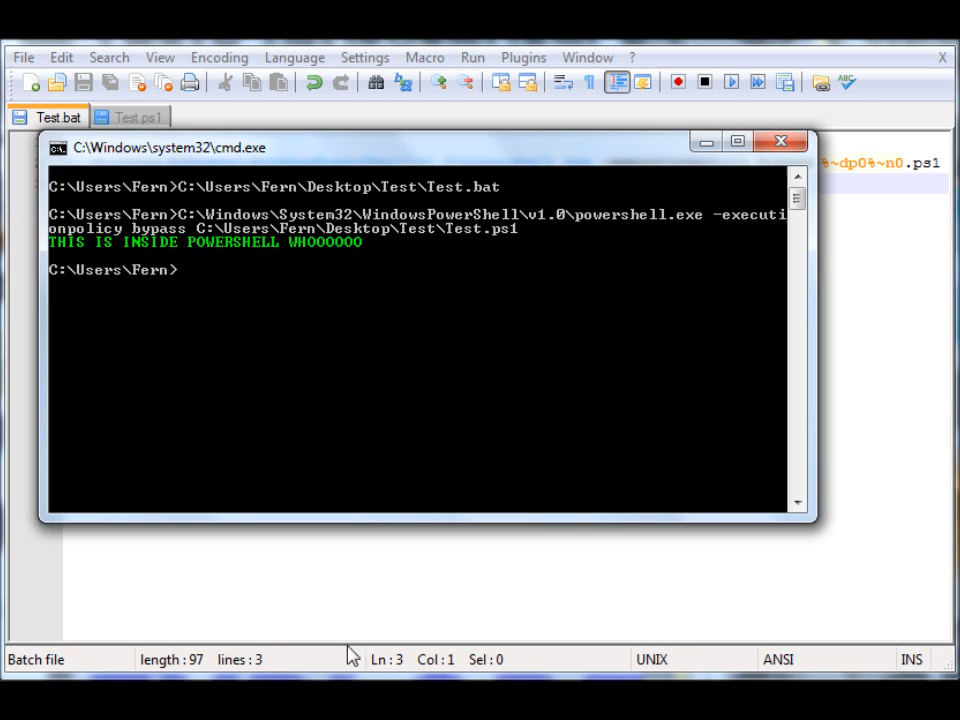 File Edit Search View Encoding Language Settings Macro Run Plugins Window ? X
Test.bat Test.ps1
C:\Windows\system32\cmd.exe
%~dp0%~n0.ps1
C:\Users\Fern>C:\Users\Fern\Desktop\Test\Test.bat
C:\Users\Fern>C:\Windows\System32\WindowsPowerShell\v1.0\powershell.exe -executi
onpolicy bypass C:\Users\Fern\Desktop\Test\Test.ps1
THIS IS INSIDE POWERSHELL WHOOOOOO
C:\Users\Fern>
Batch file length : 97 lines : 3 Ln : 3 Col : 1 Sel : 0 UNIX ANSI INS